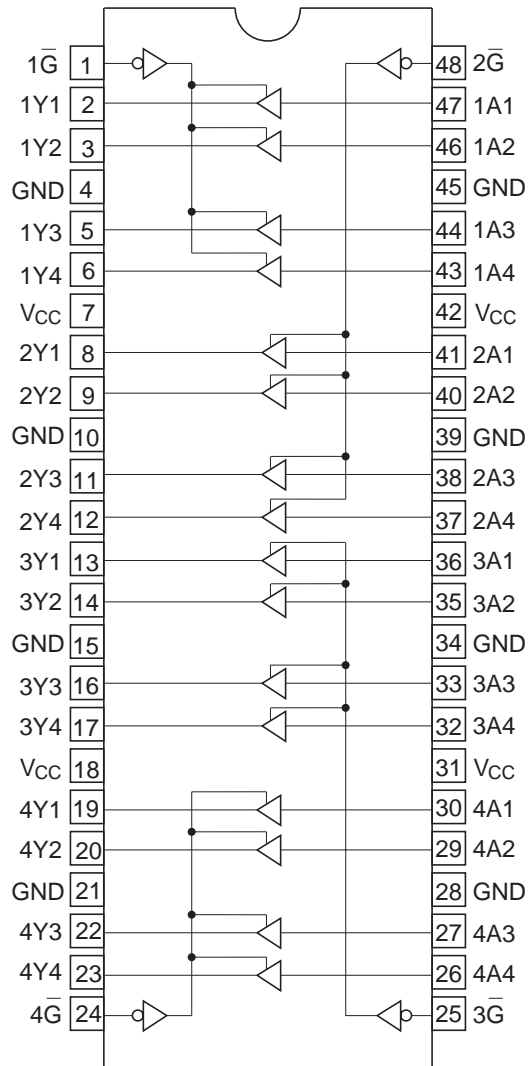 1G̅ 1 48 2G̅
1Y1 2 47 1A1
1Y2 3 46 1A2
GND 4 45 GND
1Y3 5 44 1A3
1Y4 6 43 1A4
VCC 7 42 VCC
2Y1 8 41 2A1
2Y2 9 40 2A2
GND 10 39 GND
2Y3 11 38 2A3
2Y4 12 37 2A4
3Y1 13 36 3A1
3Y2 14 35 3A2
GND 15 34 GND
3Y3 16 33 3A3
3Y4 17 32 3A4
VCC 18 31 VCC
4Y1 19 30 4A1
4Y2 20 29 4A2
GND 21 28 GND
4Y3 22 27 4A3
4Y4 23 26 4A4
4G̅ 24 25 3G̅